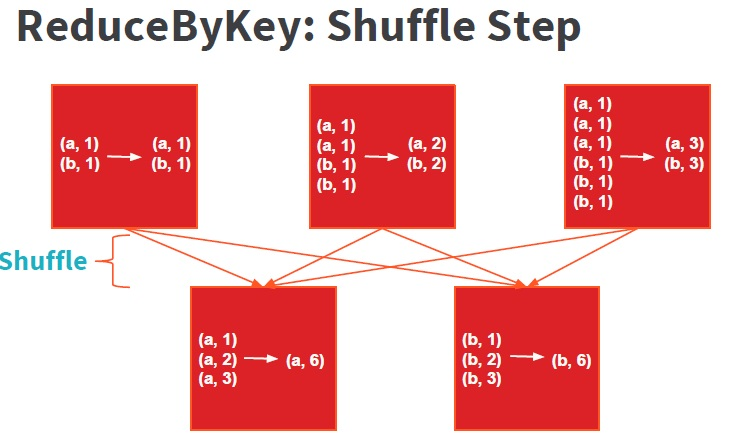 ReduceByKey: Shuffle Step
(a, 1)
(b, 1)
(a, 1)
(b, 1)
(a, 1)
(a, 1)
(b, 1)
(b, 1)
(a, 2)
(b, 2)
(a, 1)
(a, 1)
(a, 1)
(b, 1)
(b, 1)
(b, 1)
(a, 3)
(b, 3)
Shuffle
(a, 1)
(a, 2)
(a, 3)
(a, 6)
(b, 1)
(b, 2)
(b, 3)
(b, 6)